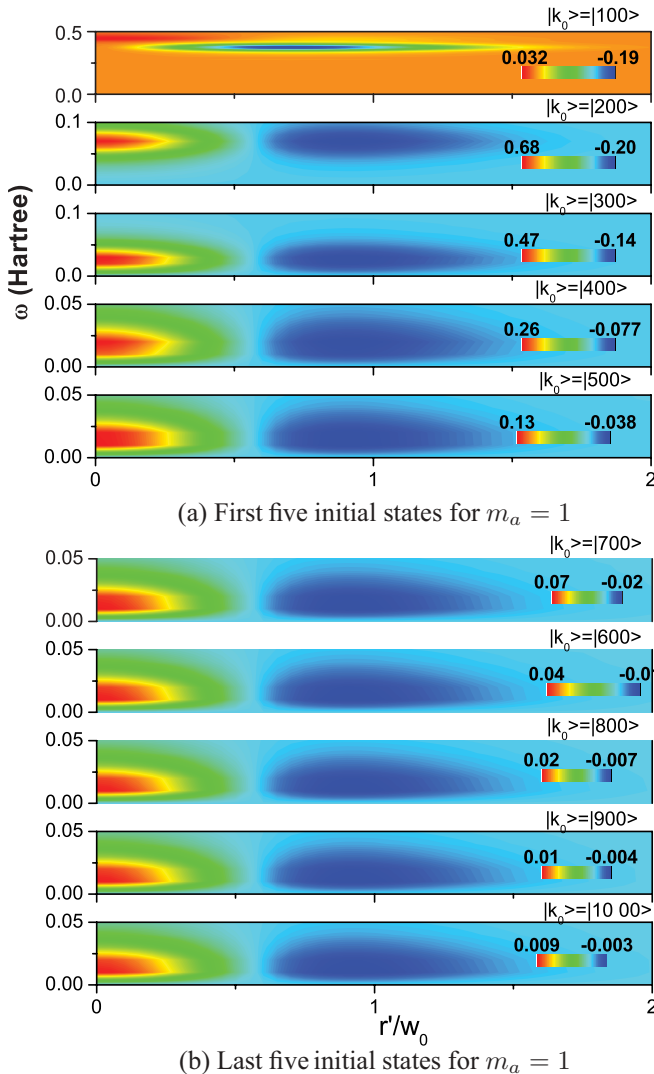 |k₀>=|100>
0.5
0.032 -0.19
0.0
|k₀>=|200>
0.1
0.68 -0.20
0.0
|k₀>=|300>
0.1
0.47 -0.14
0.0
|k₀>=|400>
0.05
0.26 -0.077
0.00
|k₀>=|500>
0.05
0.13 -0.038
0.00
ω (Hartree)
0 1 2
(a) First five initial states for mₐ = 1
|k₀>=|700>
0.05
0.07 -0.02
0.00
|k₀>=|600>
0.05
0.04
0.00
|k₀>=|800>
0.05
0.02 -0.007
0.00
|k₀>=|900>
0.05
0.01 -0.004
0.00
|k₀>=|10 00>
0.05
0.009 -0.003
0.00
0 1 2
r'/w₀
(b) Last five initial states for mₐ = 1